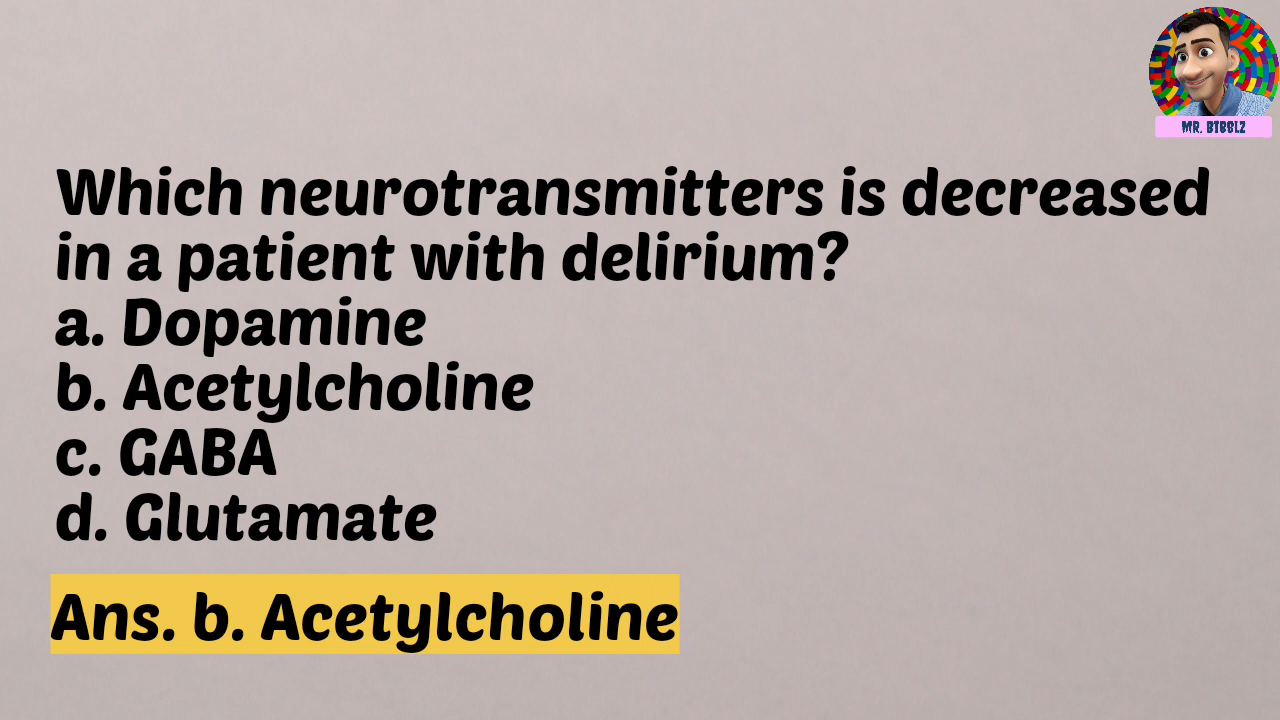 MR. BIBBLZ
Which neurotransmitters is decreased
in a patient with delirium?
a. Dopamine
b. Acetylcholine
c. GABA
d. Glutamate
Ans. b. Acetylcholine